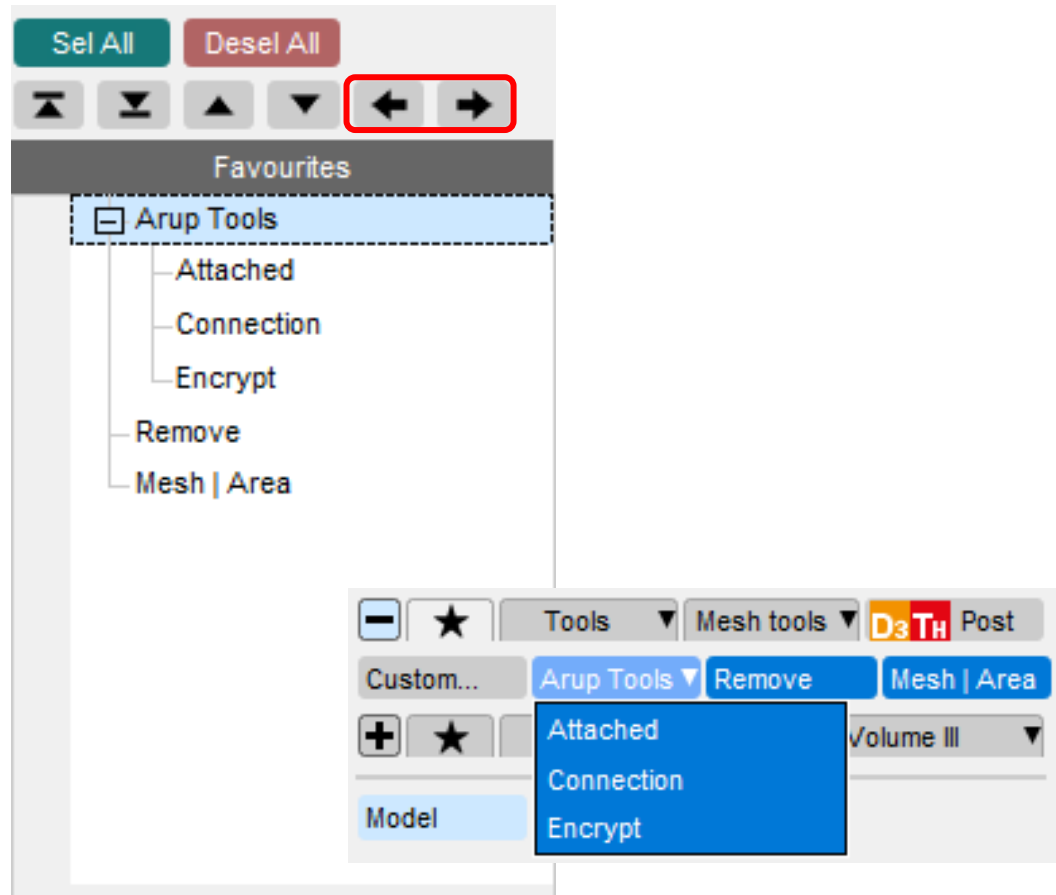 Sel All Desel All
Favourites
Arup Tools
Attached
Connection
Encrypt
Remove
Mesh | Area
Tools Mesh tools D3 TH Post
Custom... Arup Tools Remove Mesh | Area
Attached Volume III
Connection
Model
Encrypt